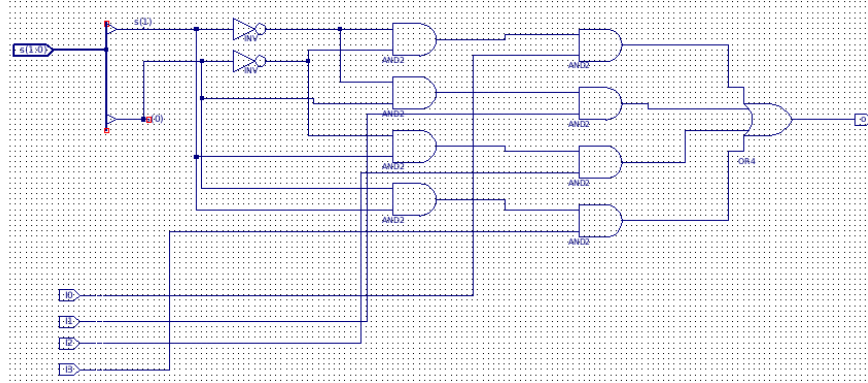 s(1)
s(1:0)
INV
AND2
AND2
INV
AND2
AND2
s(0)
AND2
OR4
AND2
AND2
AND2
I0
I1
I2
I3